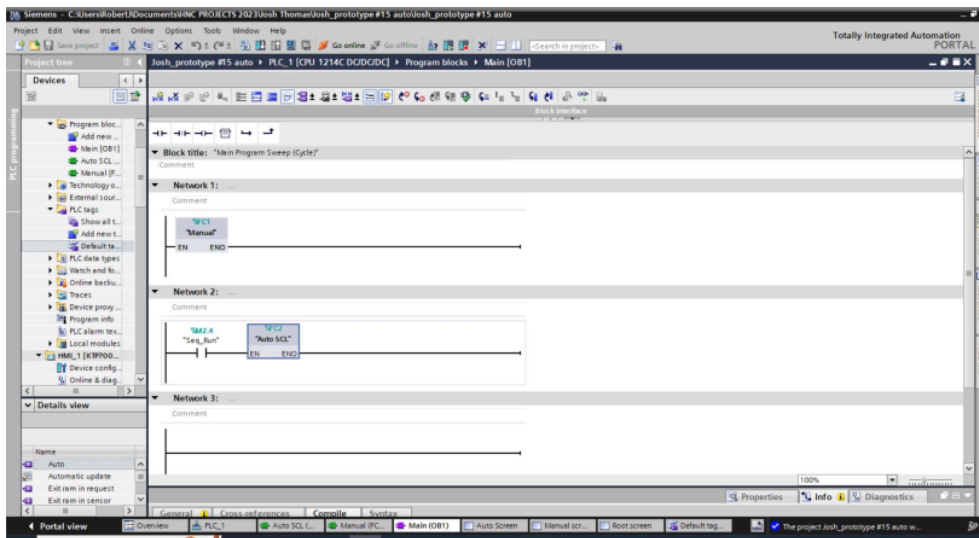 Siemens - C:\Users\Robert\Documents\HNC PROJECTS 2023\Josh Thomas\Josh_prototype #15 auto\Josh_prototype #15 auto
Project Edit View Insert Online Options Tools Window Help
Totally Integrated Automation
PORTAL
Save project
Go online
Go offline
<Search in project>
Project tree
Josh_prototype #15 auto ▸ PLC_1 [CPU 1214C DC/DC/DC] ▸ Program blocks ▸ Main [OB1]
Devices
Block interface
PLC programming
Program bloc...
Add new ...
Main [OB1]
Auto SCL ...
Manual [F...
Technology o...
External sour...
PLC tags
Show all t...
Add new t...
Default ta...
PLC data types
Watch and fo...
Online backu...
Traces
Device proxy ...
Program info
PLC alarm tex...
Local modules
HMI_1 [KTP700...
Device config...
Online & diag...
Block title: "Main Program Sweep (Cycle)"
Comment
Network 1: ....
Comment
%FC1
"Manual"
EN ENO
Network 2: ....
Comment
%M2.4
"Seq_Run"
%FC2
"Auto SCL"
EN ENO
Network 3: ....
Comment
Details view
Name
Auto
Automatic update
Exit ram in request
Exit ram in sensor
100%
Properties Info Diagnostics
General Cross-references Compile Syntax
Portal view Overview PLC_1 Auto SCL (... Manual (FC... Main (OB1) Auto Screen Manual scr... Root screen Default tag... The project Josh_prototype #15 auto w...